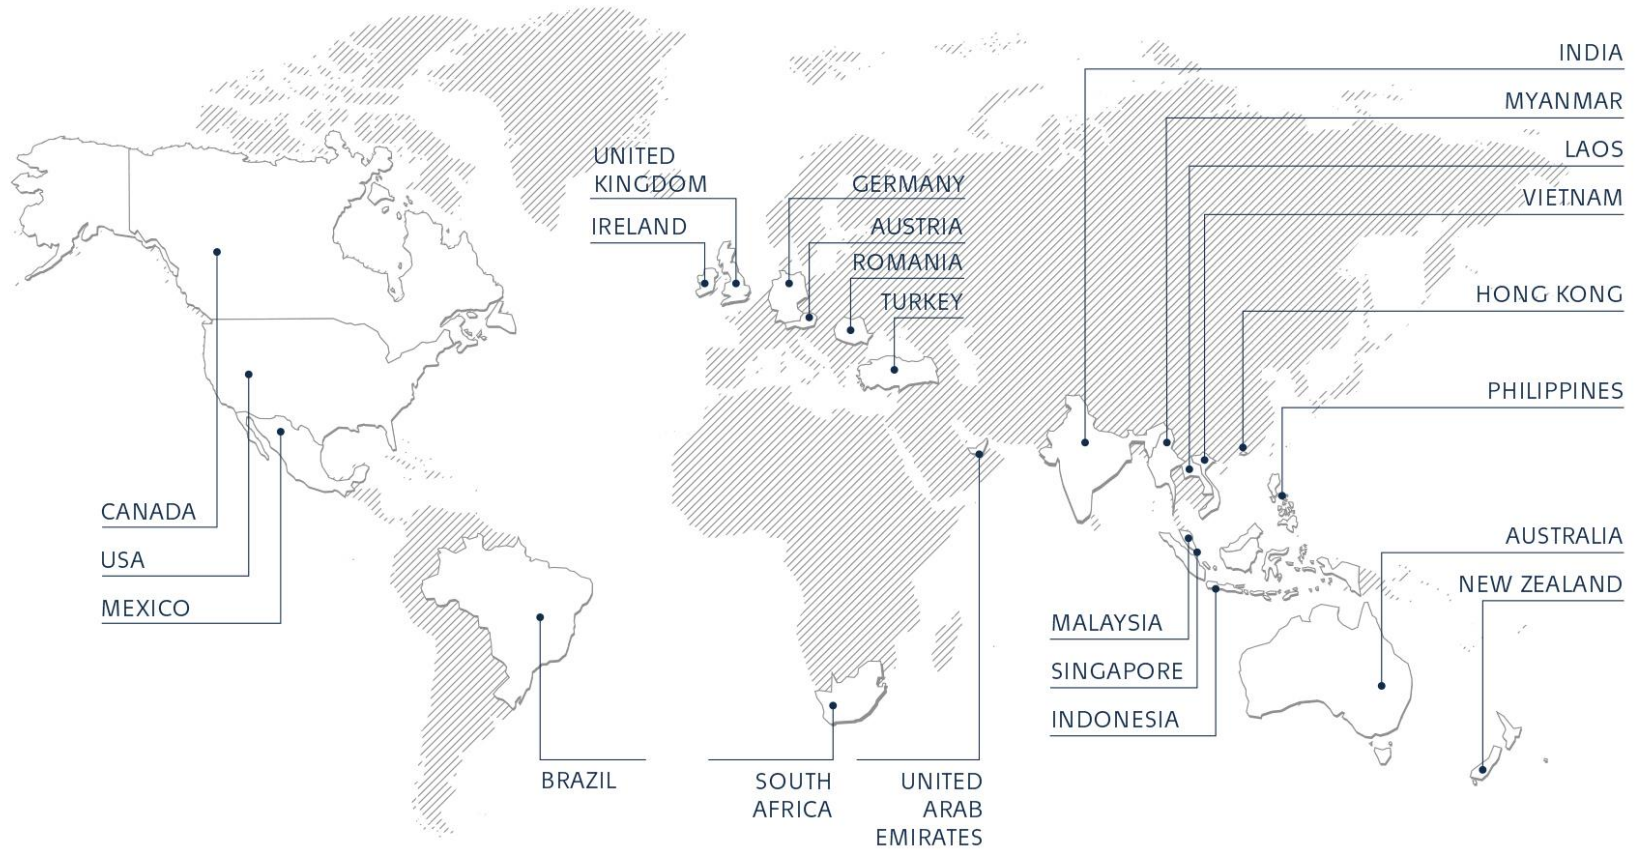 INDIA
MYANMAR
LAOS
VIETNAM
HONG KONG
PHILIPPINES
AUSTRALIA
NEW ZEALAND
UNITED
KINGDOM
IRELAND
GERMANY
AUSTRIA
ROMANIA
TURKEY
CANADA
USA
MEXICO
MALAYSIA
SINGAPORE
INDONESIA
BRAZIL
SOUTH
AFRICA
UNITED
ARAB
EMIRATES